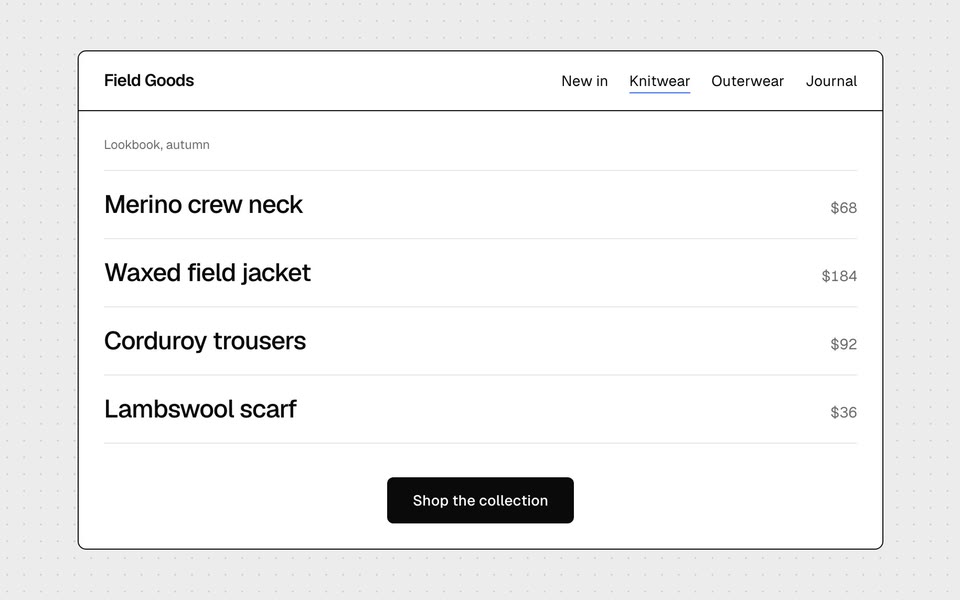 Field Goods
New in Knitwear Outerwear Journal
Lookbook, autumn
Merino crew neck $68
Waxed field jacket $184
Corduroy trousers $92
Lambswool scarf $36
Shop the collection